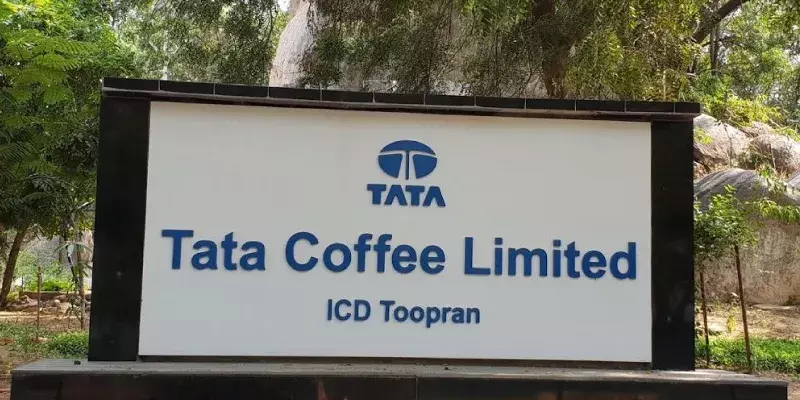 TATA
Tata Coffee Limited
ICD Toopran